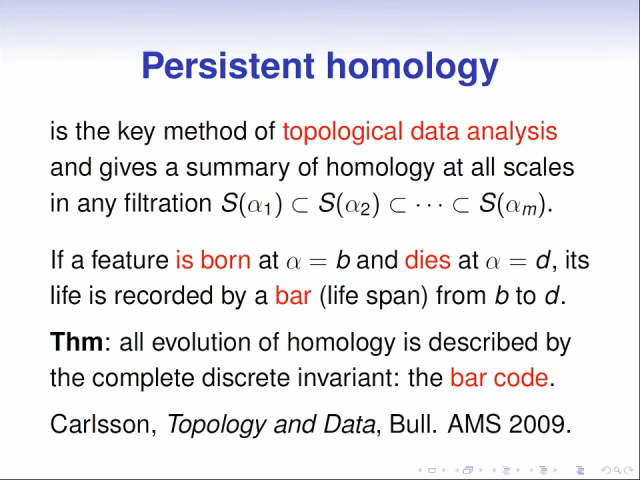 Persistent homology
is the key method of topological data analysis
and gives a summary of homology at all scales
in any filtration S(α₁) ⊂ S(α₂) ⊂ ··· ⊂ S(αₘ).
If a feature is born at α = b and dies at α = d, its
life is recorded by a bar (life span) from b to d.
Thm: all evolution of homology is described by
the complete discrete invariant: the bar code.
Carlsson, Topology and Data, Bull. AMS 2009.